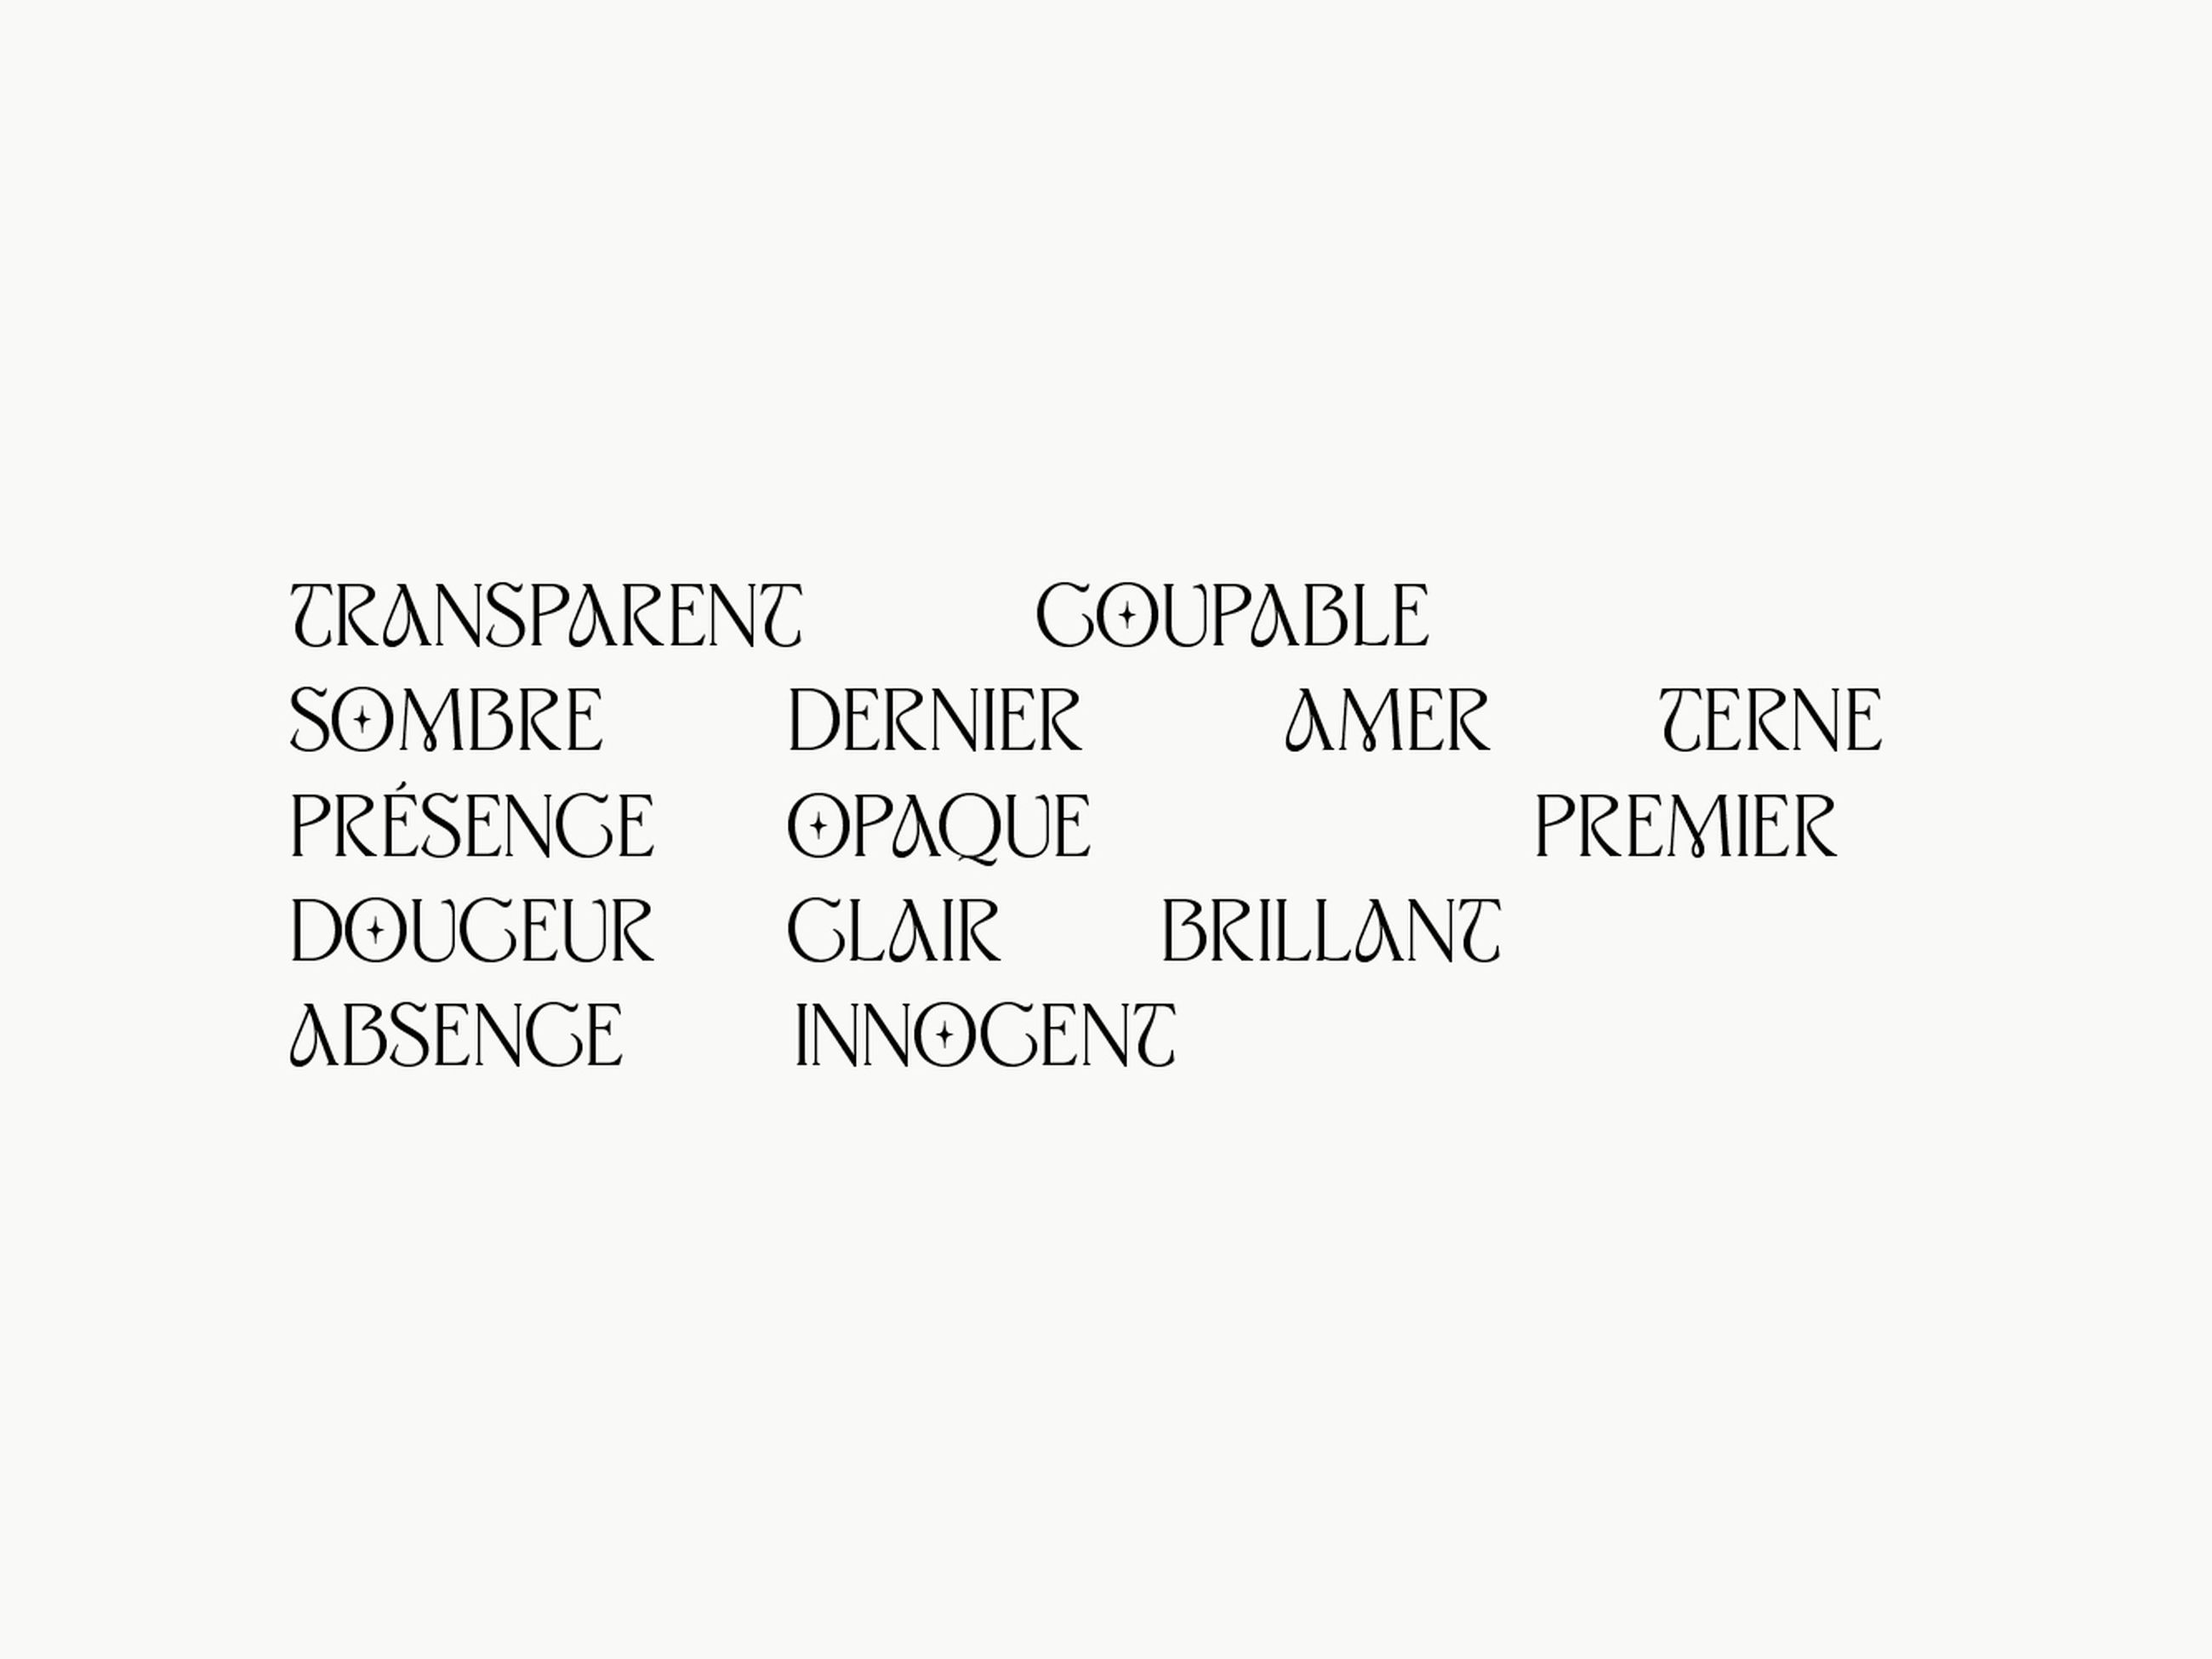 TRANSPARENT COUPABLE
SOMBRE DERNIER AMER TERNE
PRÉSENCE OPAQUE PREMIER
DOUCEUR CLAIR BRILLANT
ABSENCE INNOCENT